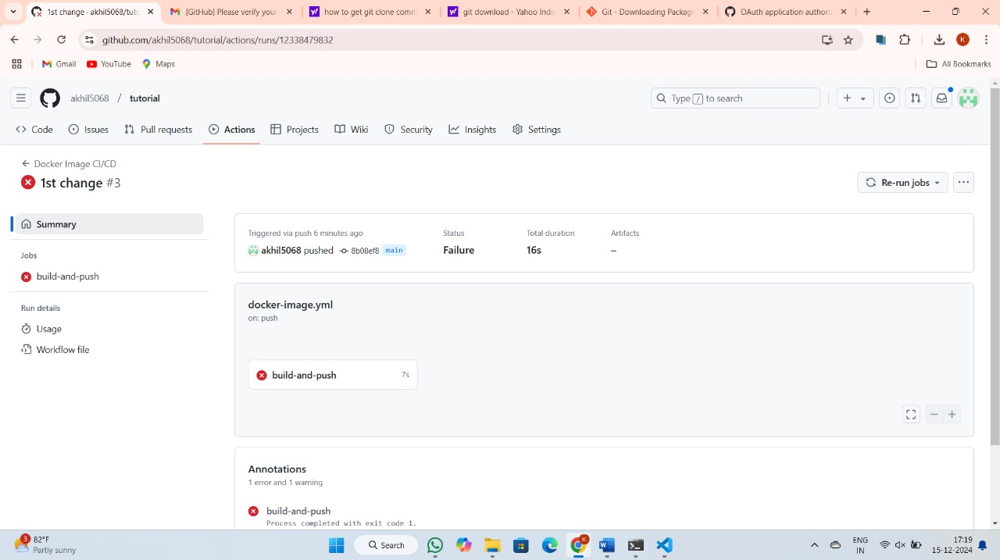 1st change · akhil5068/tuto
[GitHub] Please verify your
how to get git clone comm
git download - Yahoo India
Git - Downloading Package
OAuth application authoriz
github.com/akhil5068/tutorial/actions/runs/12338479832
K
Gmail
YouTube
Maps
All Bookmarks
akhil5068 / tutorial
Type / to search
Code
Issues
Pull requests
Actions
Projects
Wiki
Security
Insights
Settings
Docker Image CI/CD
1st change #3
Re-run jobs
Summary
Jobs
build-and-push
Run details
Usage
Workflow file
Triggered via push 6 minutes ago
akhil5068 pushed 8b08ef8 main
Status
Failure
Total duration
16s
Artifacts
–
docker-image.yml
on: push
build-and-push 7s
Annotations
1 error and 1 warning
build-and-push
Process completed with exit code 1.
3
82°F
Partly sunny
Search
K
ENG
IN
17:19
15-12-2024